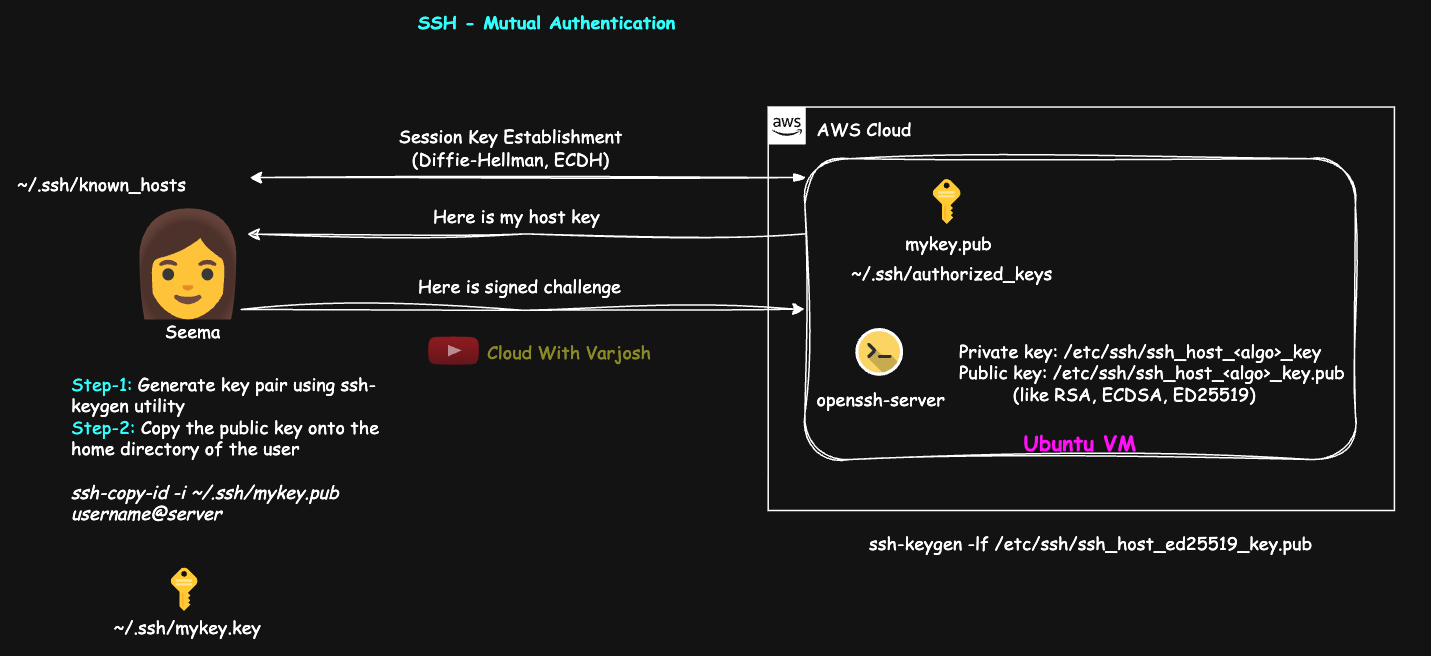 SSH - Mutual Authentication
aws
AWS Cloud
Session Key Establishment
(Diffie-Hellman, ECDH)
~/.ssh/known_hosts
Here is my host key
mykey.pub
~/.ssh/authorized_keys
Here is signed challenge
Seema
Cloud With Varjosh
Private key: /etc/ssh/ssh_host_<algo>_key
Public key: /etc/ssh/ssh_host_<algo>_key.pub
(like RSA, ECDSA, ED25519)
openssh-server
Ubuntu VM
Step-1: Generate key pair using ssh-
keygen utility
Step-2: Copy the public key onto the
home directory of the user
ssh-copy-id -i ~/.ssh/mykey.pub
username@server
ssh-keygen -lf /etc/ssh/ssh_host_ed25519_key.pub
~/.ssh/mykey.key